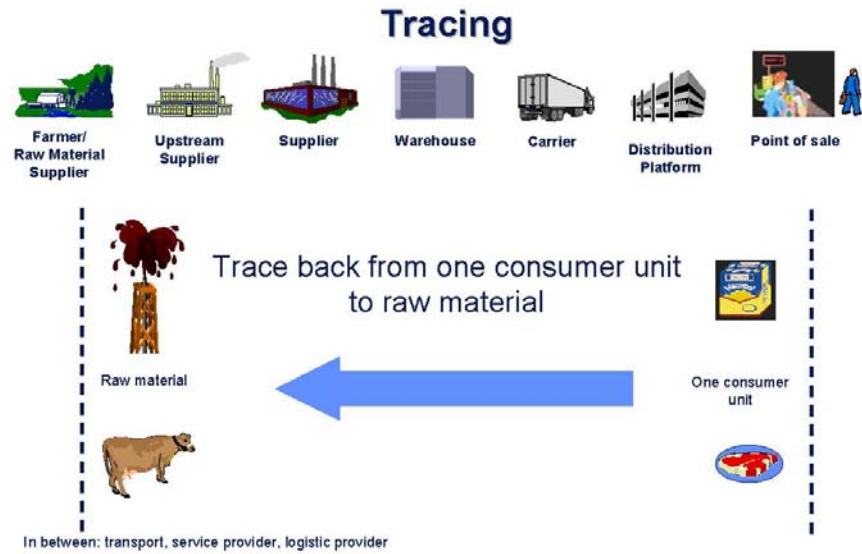 Tracing
Farmer/
Raw Material
Supplier
Upstream
Supplier
Supplier
Warehouse
Carrier
Distribution
Platform
Point of sale
Trace back from one consumer unit
to raw material
Raw material
One consumer
unit
In between: transport, service provider, logistic provider